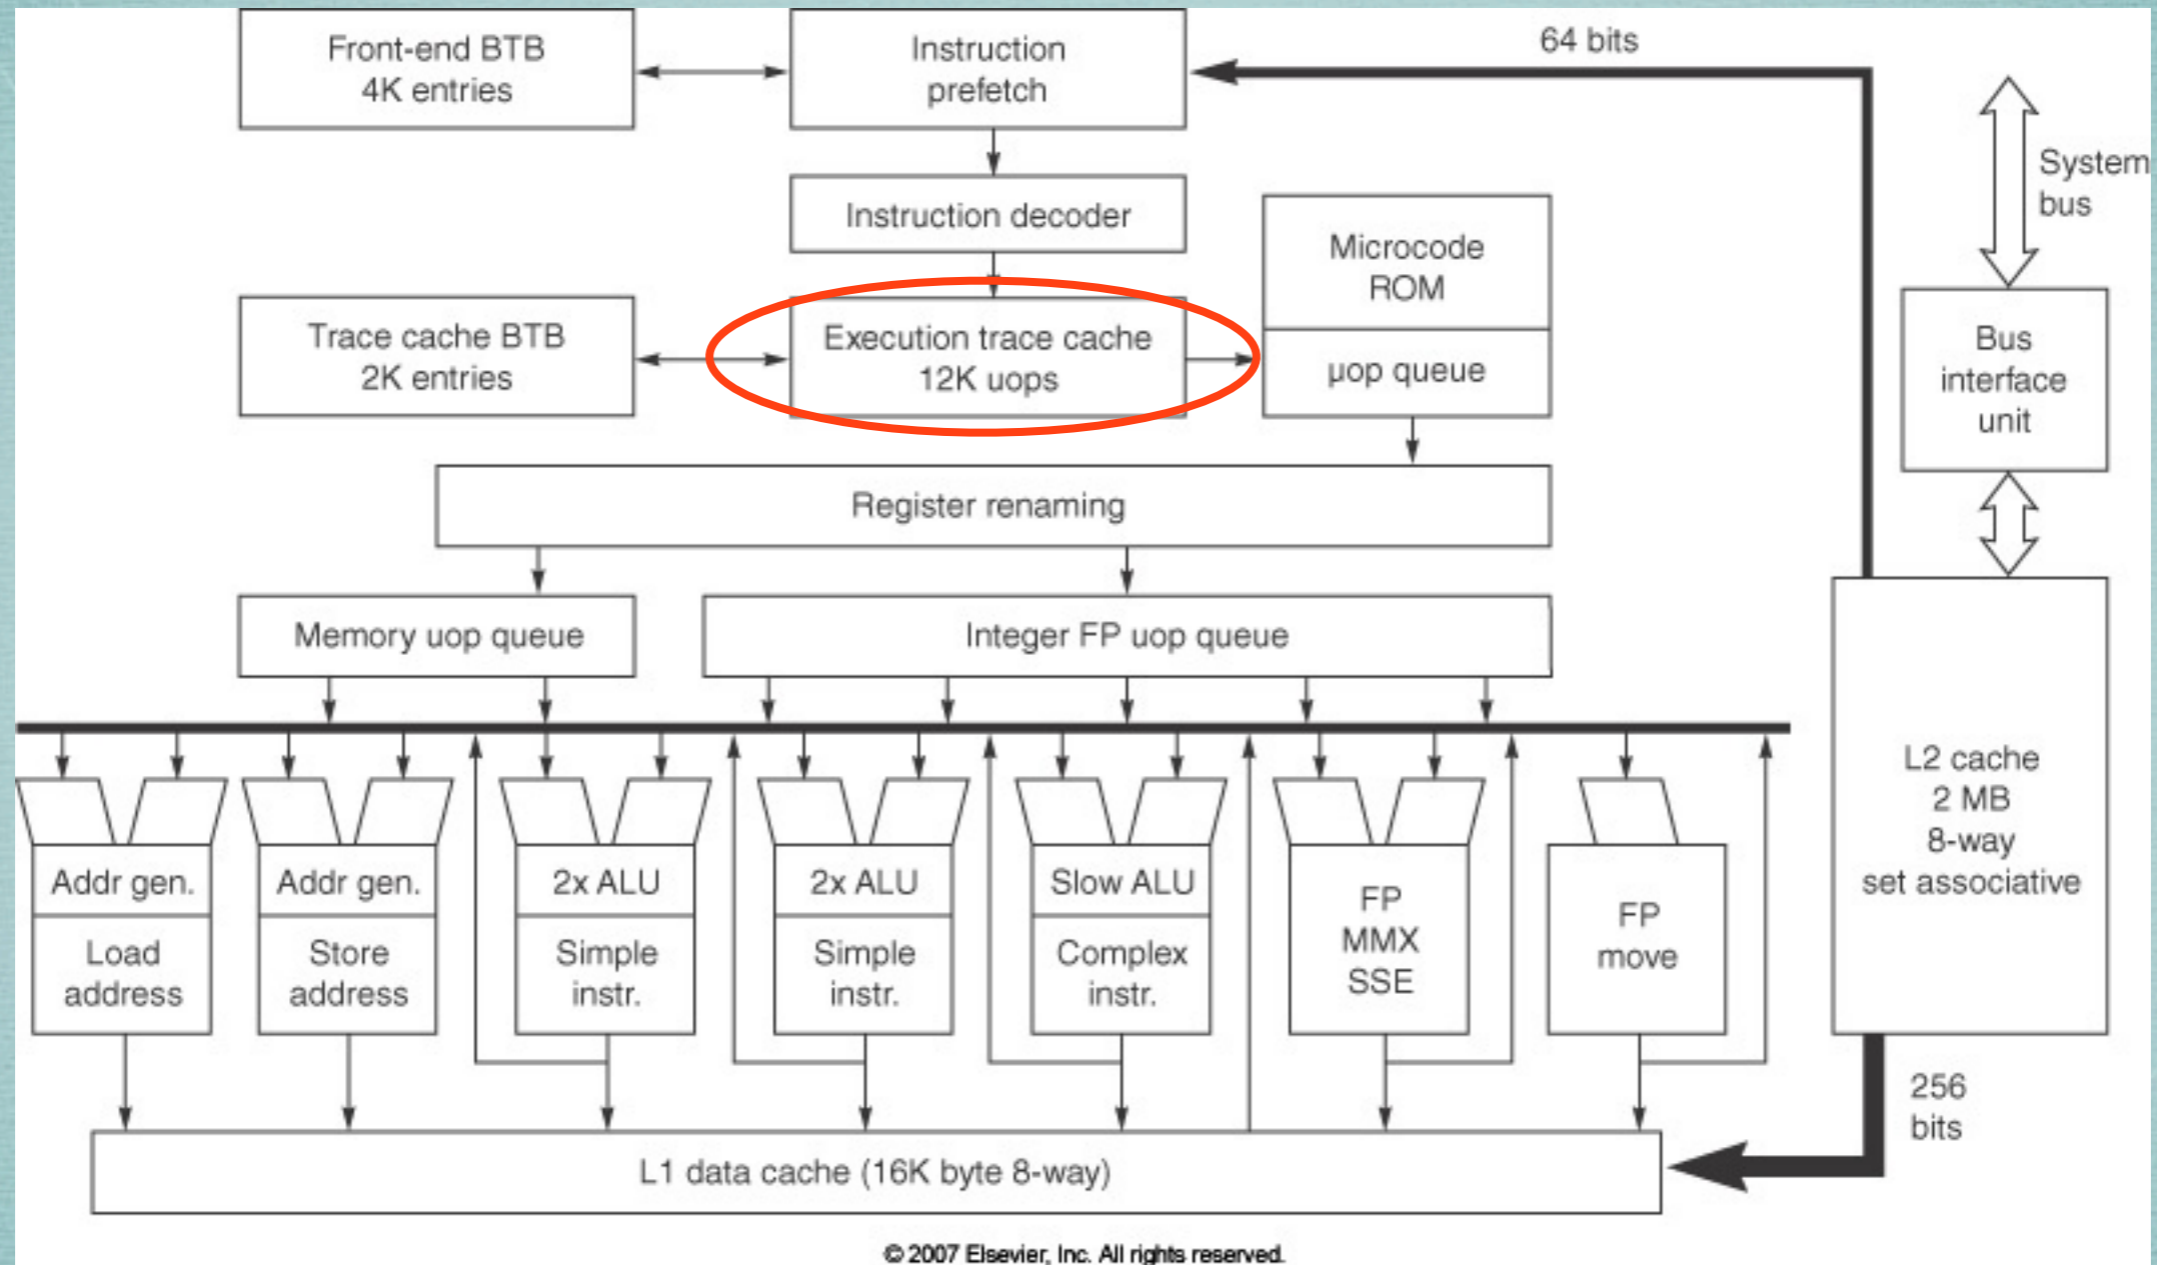 Front-end BTB
4K entries
Instruction
prefetch
64 bits
System
bus
Instruction decoder
Microcode
ROM
Trace cache BTB
2K entries
Execution trace cache
12K uops
µop queue
Bus
interface
unit
Register renaming
Memory uop queue
Integer FP uop queue
L2 cache
2 MB
8-way
set associative
Addr gen.
Load
address
Addr gen.
Store
address
2x ALU
Simple
instr.
2x ALU
Simple
instr.
Slow ALU
Complex
instr.
FP
MMX
SSE
FP
move
256
bits
L1 data cache (16K byte 8-way)
© 2007 Elsevier, Inc. All rights reserved.